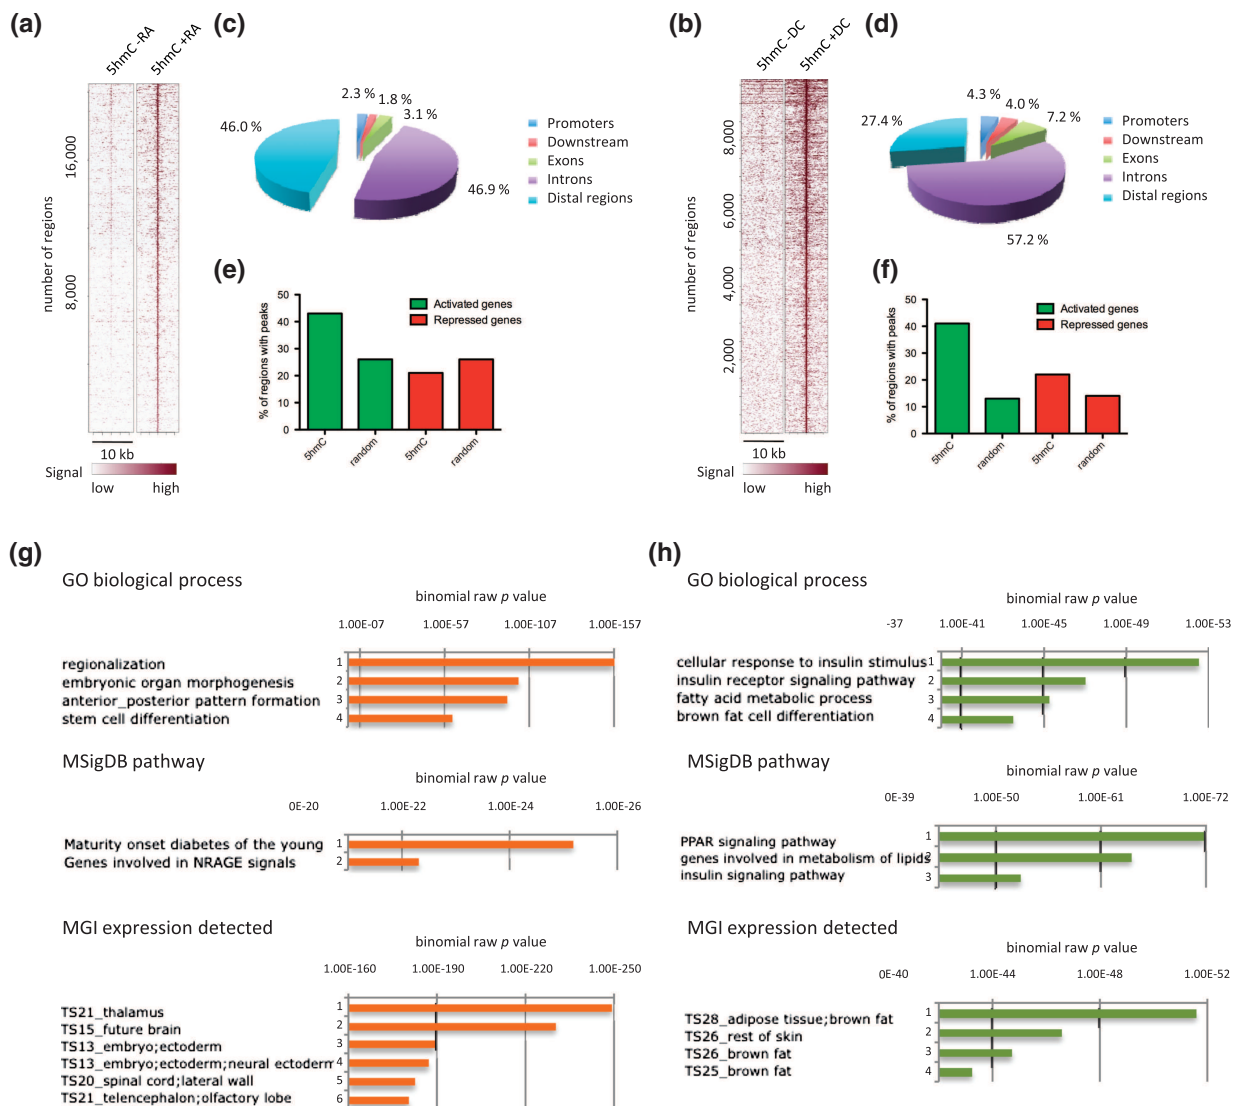 (a)
5hmC -RA
5hmC +RA
16,000
8,000
number of regions
10 kb
Signal
low high
(c)
2.3 %
1.8 %
3.1 %
46.0 %
46.9 %
Promoters
Downstream
Exons
Introns
Distal regions
(e)
% of regions with peaks
50
40
30
20
10
0
Activated genes
Repressed genes
5hmC random 5hmC random
(b)
5hmC -DC
5hmC +DC
8,000
6,000
4,000
2,000
number of regions
10 kb
Signal
low high
(d)
4.3 %
4.0 %
7.2 %
27.4 %
57.2 %
Promoters
Downstream
Exons
Introns
Distal regions
(f)
% of regions with peaks
50
40
30
20
10
0
Activated genes
Repressed genes
5hmC random 5hmC random
(g)
GO biological process
binomial raw p value
1.00E-07 1.00E-57 1.00E-107 1.00E-157
regionalization 1
embryonic organ morphogenesis 2
anterior_posterior pattern formation 3
stem cell differentiation 4
MSigDB pathway
binomial raw p value
0E-20 1.00E-22 1.00E-24 1.00E-26
Maturity onset diabetes of the young 1
Genes involved in NRAGE signals 2
MGI expression detected
binomial raw p value
1.00E-160 1.00E-190 1.00E-220 1.00E-250
TS21_thalamus 1
TS15_future brain 2
TS13_embryo;ectoderm 3
TS13_embryo;ectoderm;neural ectoderm 4
TS20_spinal cord;lateral wall 5
TS21_telencephalon;olfactory lobe 6
(h)
GO biological process
binomial raw p value
-37 1.00E-41 1.00E-45 1.00E-49 1.00E-53
cellular response to insulin stimulus 1
insulin receptor signaling pathway 2
fatty acid metabolic process 3
brown fat cell differentiation 4
MSigDB pathway
binomial raw p value
0E-39 1.00E-50 1.00E-61 1.00E-72
PPAR signaling pathway 1
genes involved in metabolism of lipids 2
insulin signaling pathway 3
MGI expression detected
binomial raw p value
0E-40 1.00E-44 1.00E-48 1.00E-52
TS28_adipose tissue;brown fat 1
TS26_rest of skin 2
TS26_brown fat 3
TS25_brown fat 4